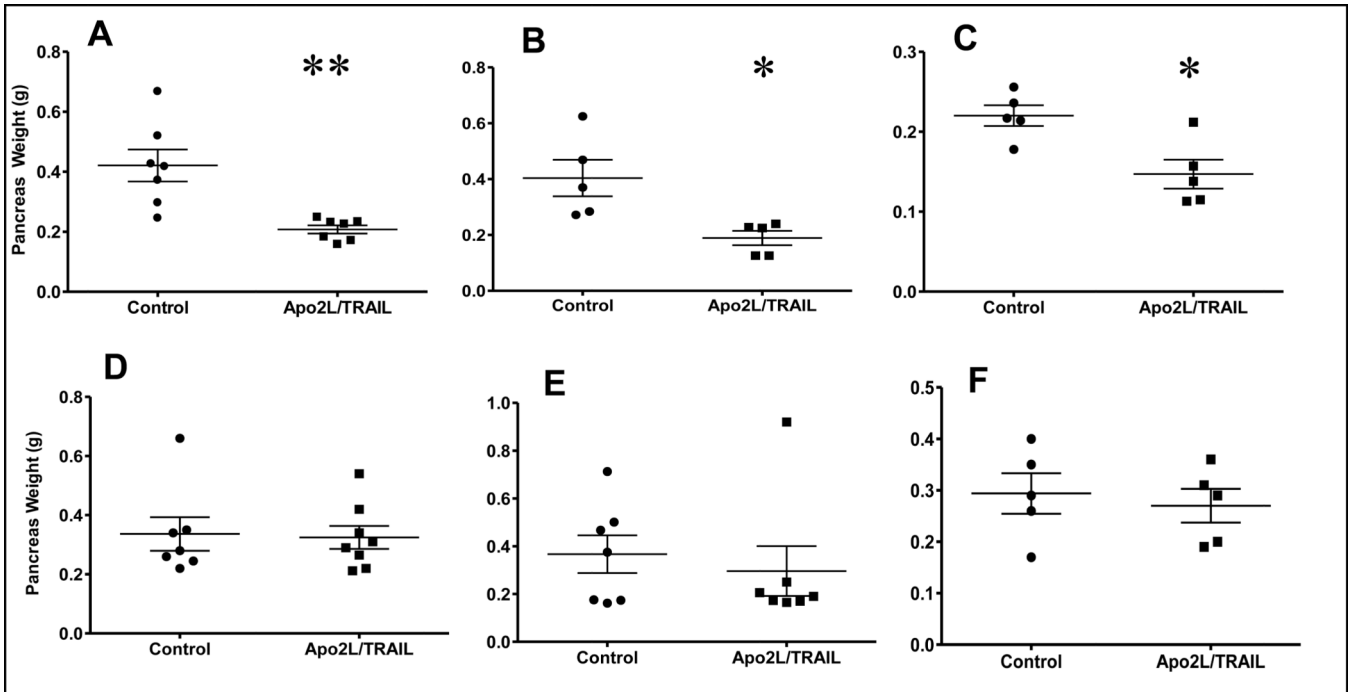 A
Pancreas Weight (g)
0.8
0.6
0.4
0.2
0.0
**
Control
Apo2L/TRAIL
B
0.8
0.6
0.4
0.2
0.0
*
Control
Apo2L/TRAIL
C
0.3
0.2
0.1
0.0
*
Control
Apo2L/TRAIL
D
Pancreas Weight (g)
0.8
0.6
0.4
0.2
0.0
Control
Apo2L/TRAIL
E
1.0
0.8
0.6
0.4
0.2
0.0
Control
Apo2L/TRAIL
F
0.5
0.4
0.3
0.2
0.1
0.0
Control
Apo2L/TRAIL